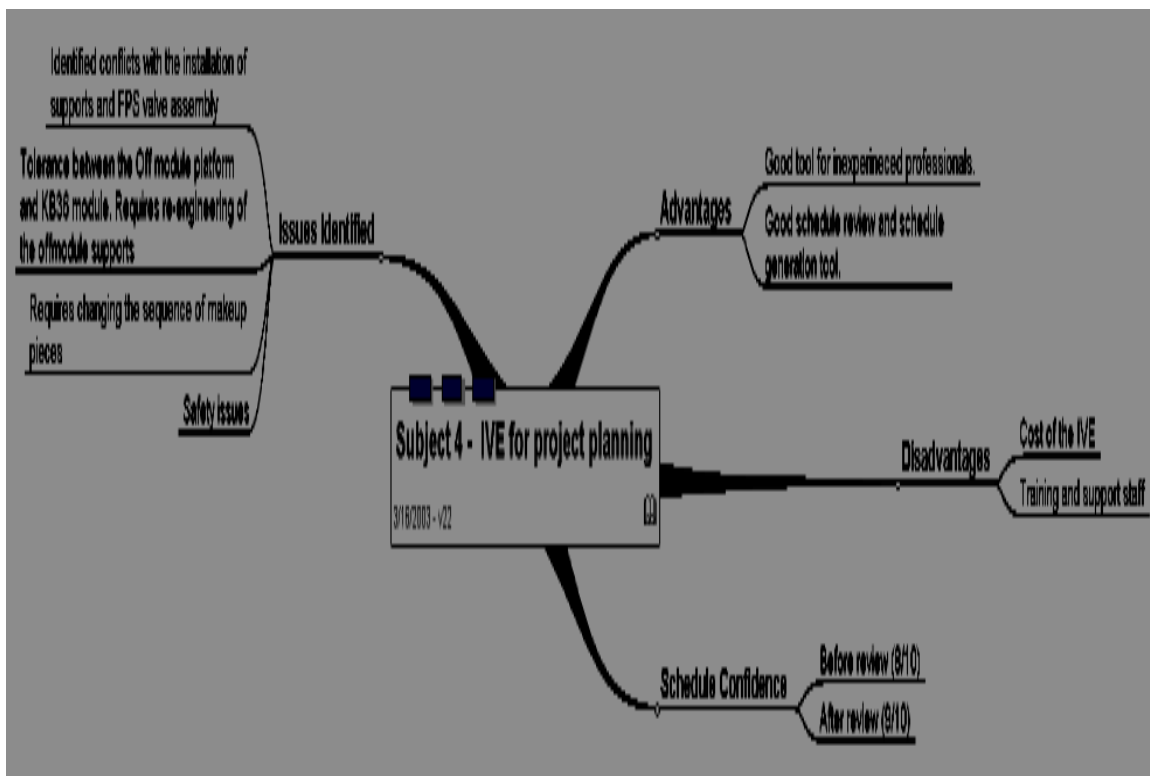 Identified conflicts with the installation of
supports and FPS valve assembly
Tolerance between the Off module platform
and KB36 module. Requires re-engineering of
the offmodule supports
Requires changing the sequence of makeup
pieces
Safety issues
Issues Identified
Advantages
Good tool for inexperineaced professionals.
Good schedule review and schedule
generation tool.
Subject 4 - IVE for project planning
3/16/2003 - v22
Disadvantages
Cost of the IVE
Training and support staff
Schedule Confidence
Before review (8/10)
After review (9/10)